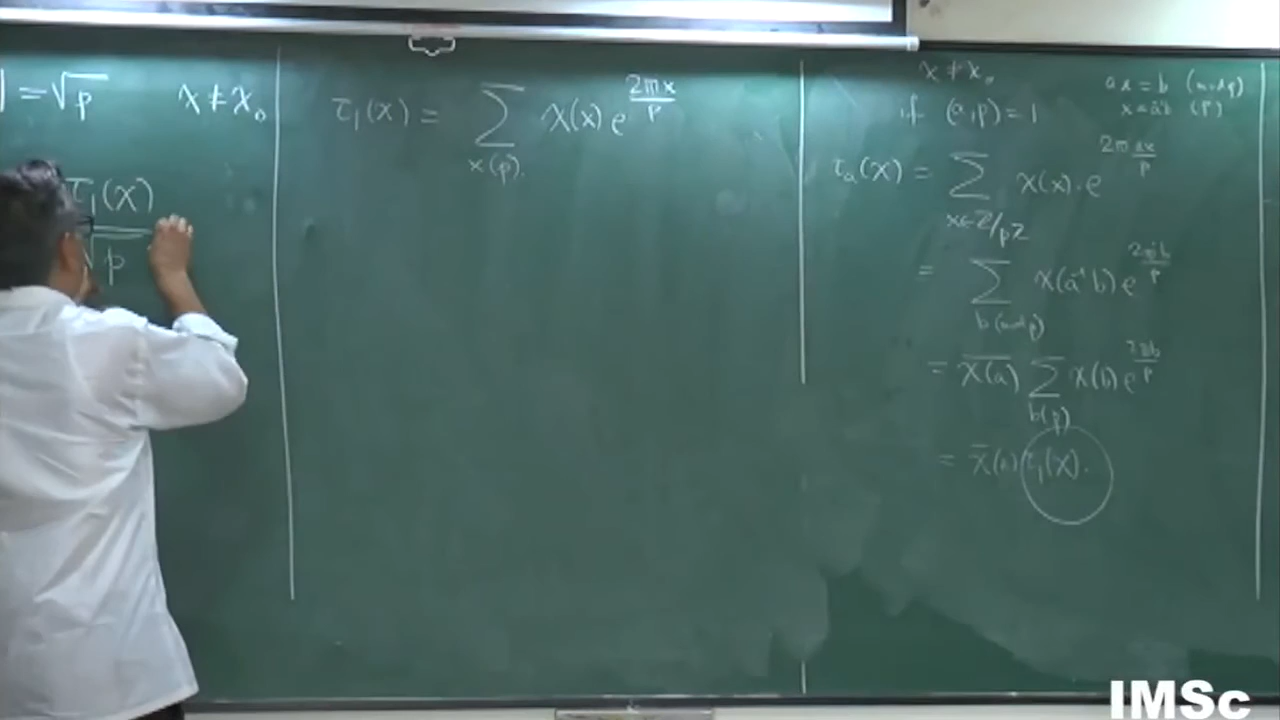 | = √p χ ≠ χ₀
τ₁(χ)
√p
τ₁(χ) = ∑ χ(x) e^{2πix/p}
x(p).
χ ≠ χ₀
if (a,p)=1
ax = b (mod p)
x = a⁻¹b (p)
τₐ(χ) = ∑ χ(x). e^{2πi ax/p}
x∈ℤ/pℤ
= ∑ χ(a⁻¹b) e^{2πib/p}
b (mod p)
= \overline{χ(a)} ∑ χ(b) e^{2πib/p}
b(p)
= χ̄(a) τ₁(χ).
IMSc